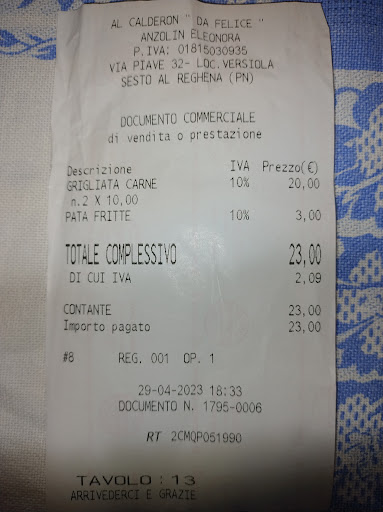 AL CALDERON " DA FELICE "
ANZOLIN ELEONORA
P.IVA: 01815030935
VIA PIAVE 32- LOC.VERSIOLA
SESTO AL REGHENA (PN)
DOCUMENTO COMMERCIALE
di vendita o prestazione
Descrizione IVA Prezzo(€)
GRIGLIATA CARNE 10% 20,00
n.2 X 10,00
PATA FRITTE 10% 3,00
TOTALE COMPLESSIVO 23,00
DI CUI IVA 2,09
CONTANTE 23,00
Importo pagato 23,00
#8 REG. 001 OP. 1
29-04-2023 18:33
DOCUMENTO N. 1795-0006
RT 2CMQP051990
TAVOLO : 13
ARRIVEDERCI E GRAZIE